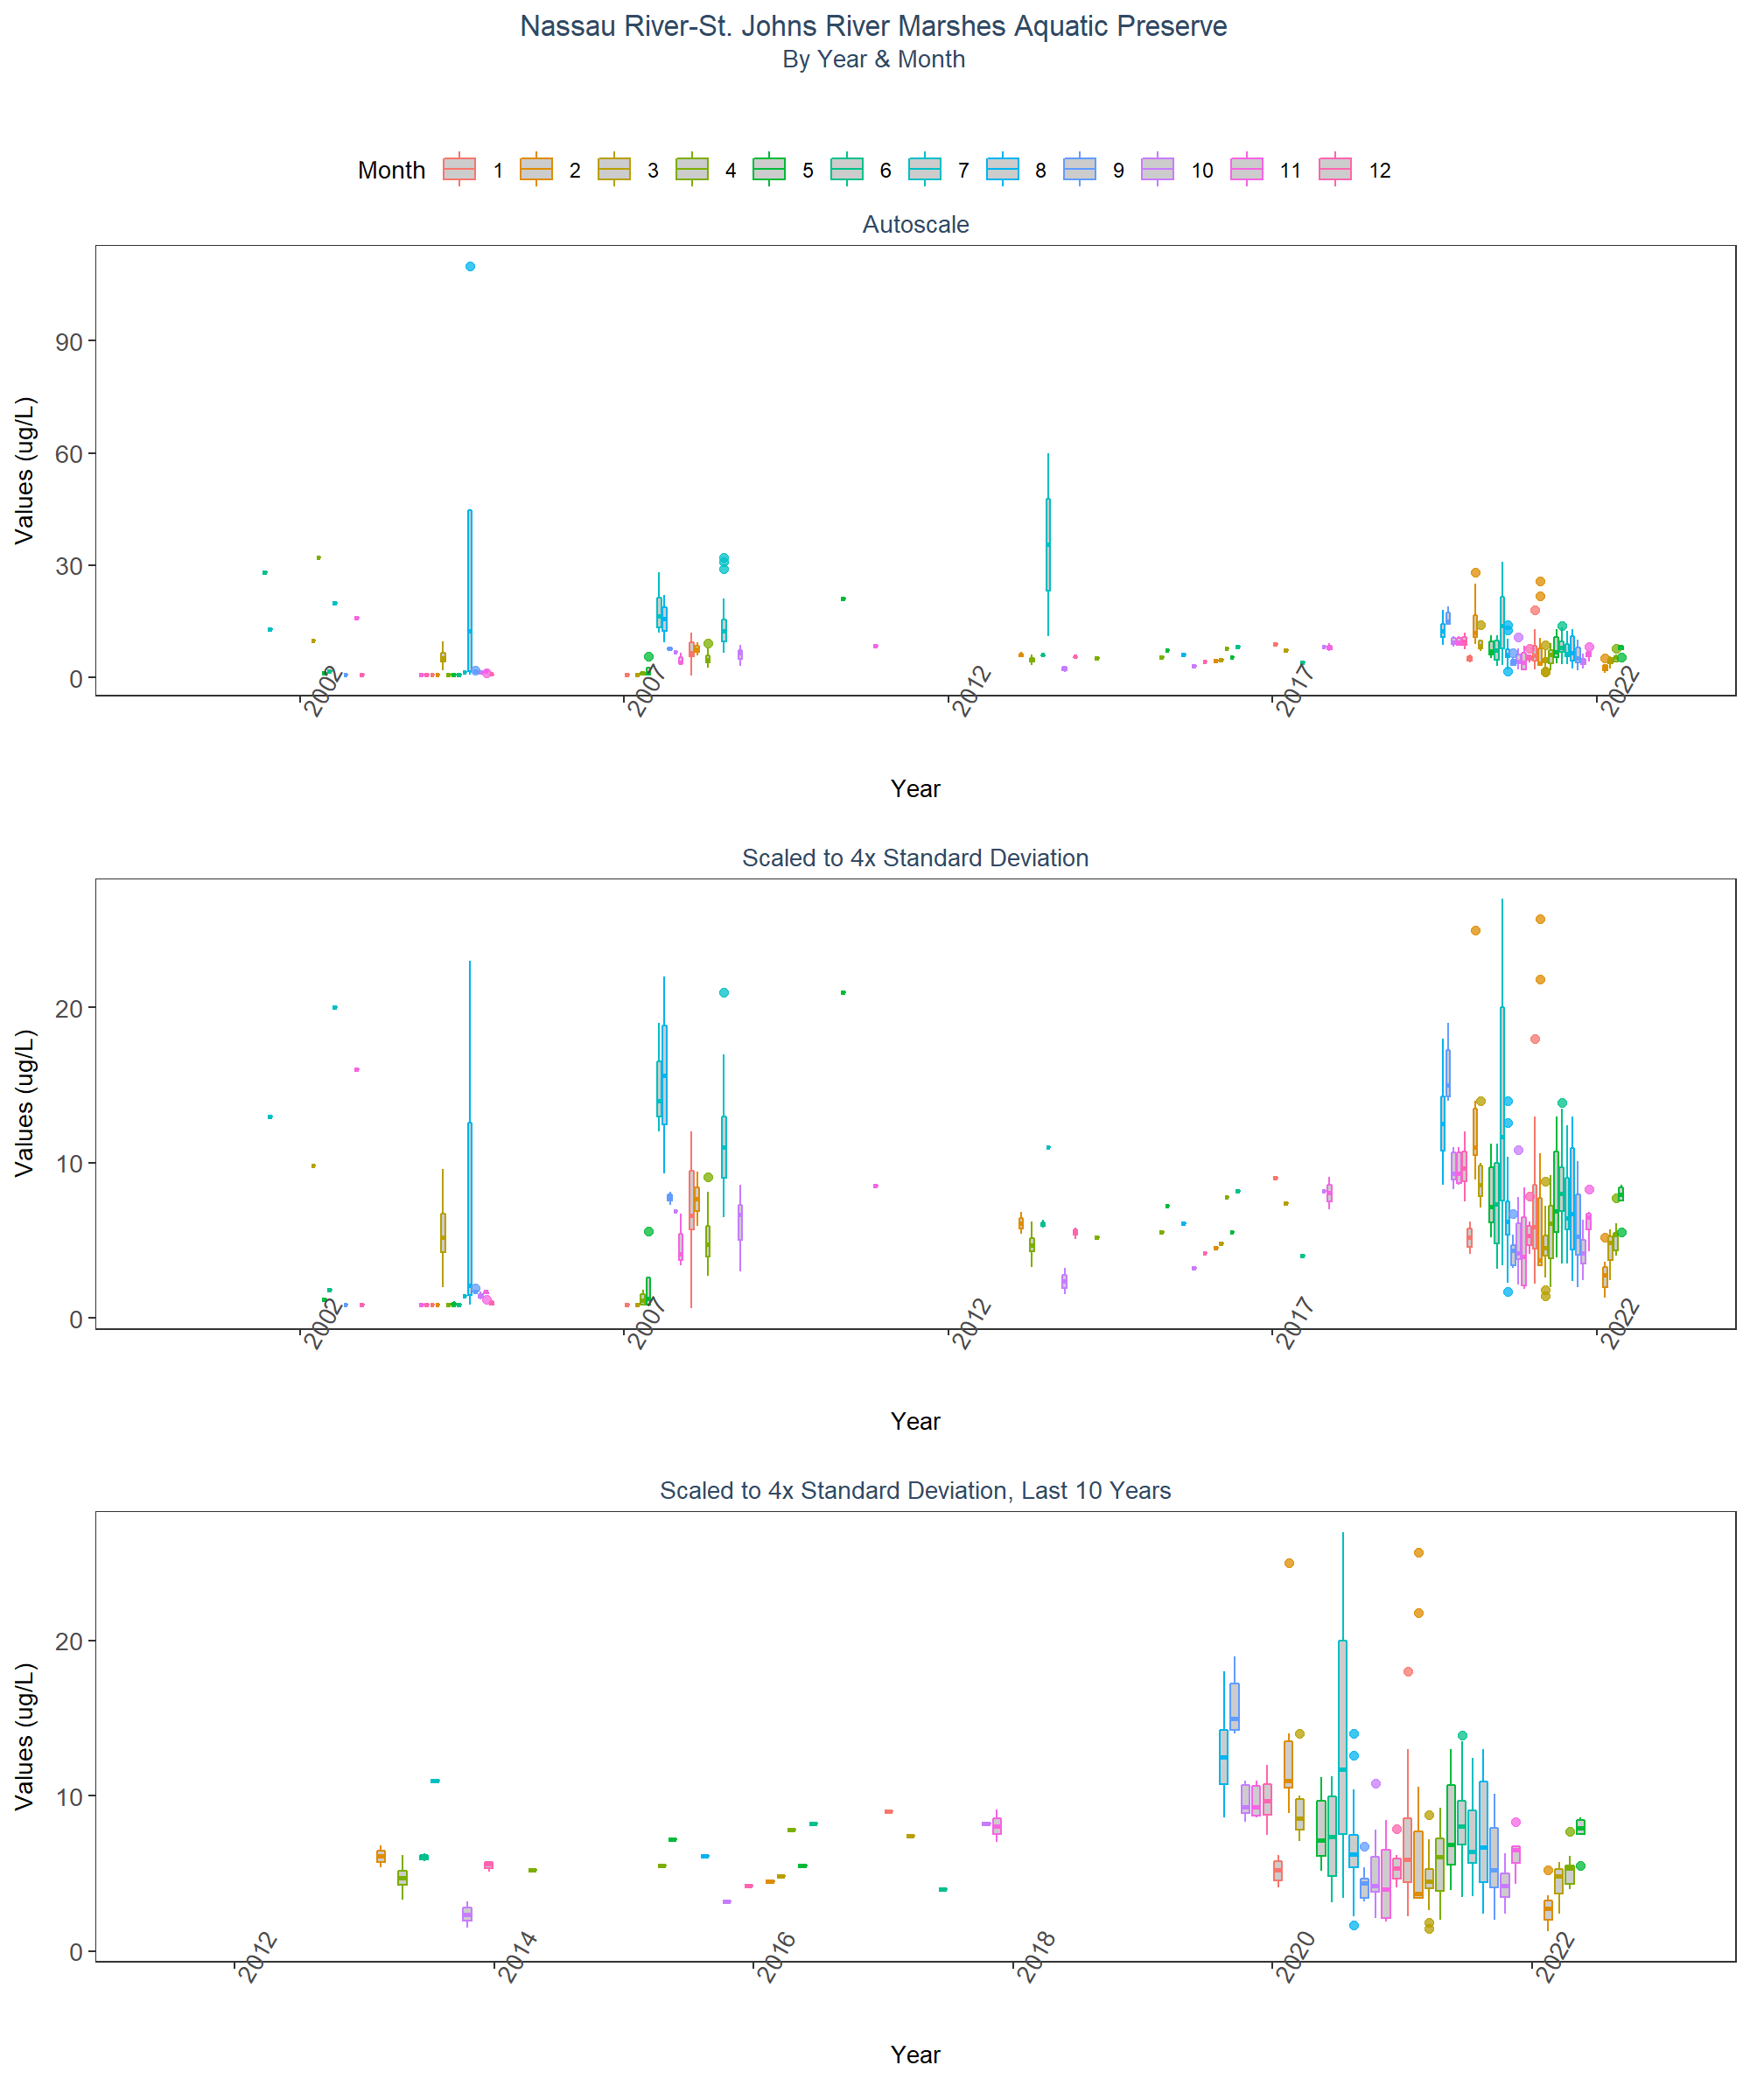 Nassau River-St. Johns River Marshes Aquatic Preserve
By Year & Month
Month 1 2 3 4 5 6 7 8 9 10 11 12
Autoscale
Values (ug/L)
90
60
30
0
2002 2007 2012 2017 2022
Year
Scaled to 4x Standard Deviation
Values (ug/L)
20
10
0
2002 2007 2012 2017 2022
Year
Scaled to 4x Standard Deviation, Last 10 Years
Values (ug/L)
20
10
0
2012 2014 2016 2018 2020 2022
Year